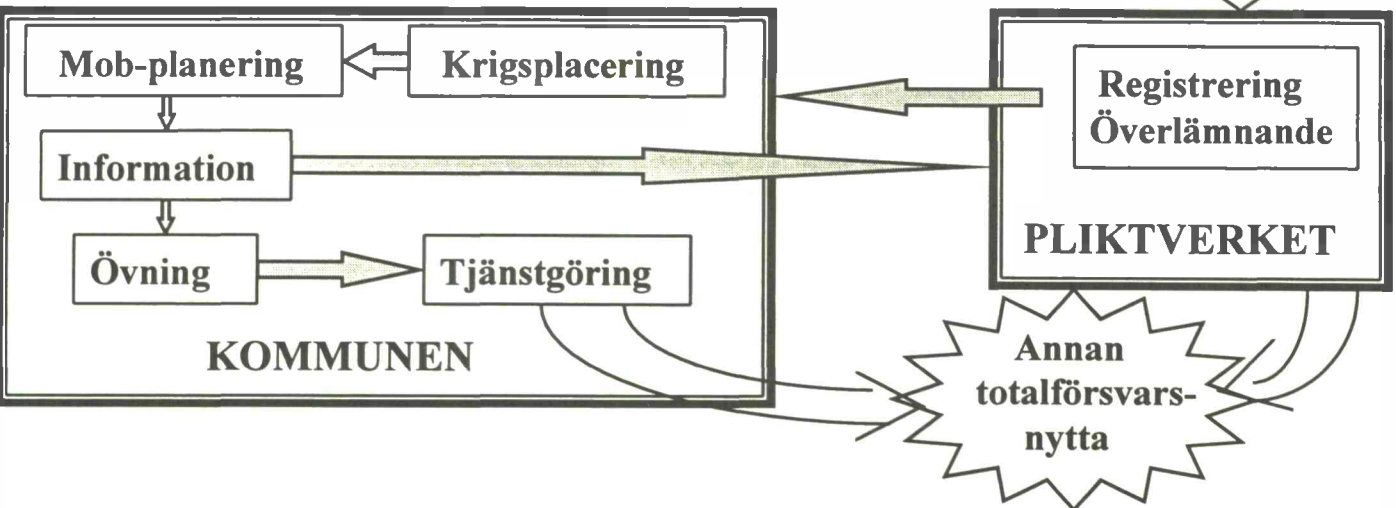 Mob-planering
Krigsplacering
Information
Övning
Tjänstgöring
KOMMUNEN
Registrering
Överlämnande
PLIKTVERKET
Annan
totalförsvars-
nytta